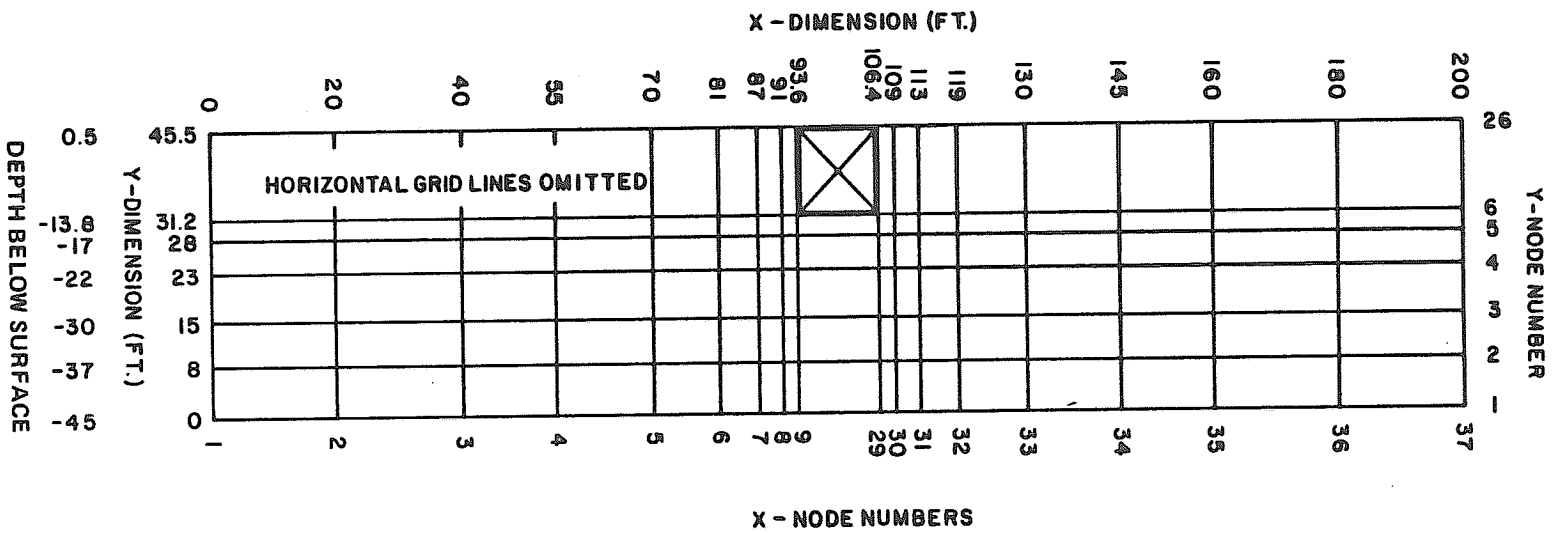 X - DIMENSION (FT.)
0 20 40 55 70 81 87 91 93.6 106.4 109 113 119 130 145 160 180 200
DEPTH BELOW SURFACE
0.5
-13.8
-17
-22
-30
-37
-45
Y-DIMENSION (FT.)
45.5
31.2
28
23
15
8
0
HORIZONTAL GRID LINES OMITTED
26
6
5
4
3
2
1
Y-NODE NUMBER
1 2 3 4 5 6 7 8 9 29 30 31 32 33 34 35 36 37
X - NODE NUMBERS